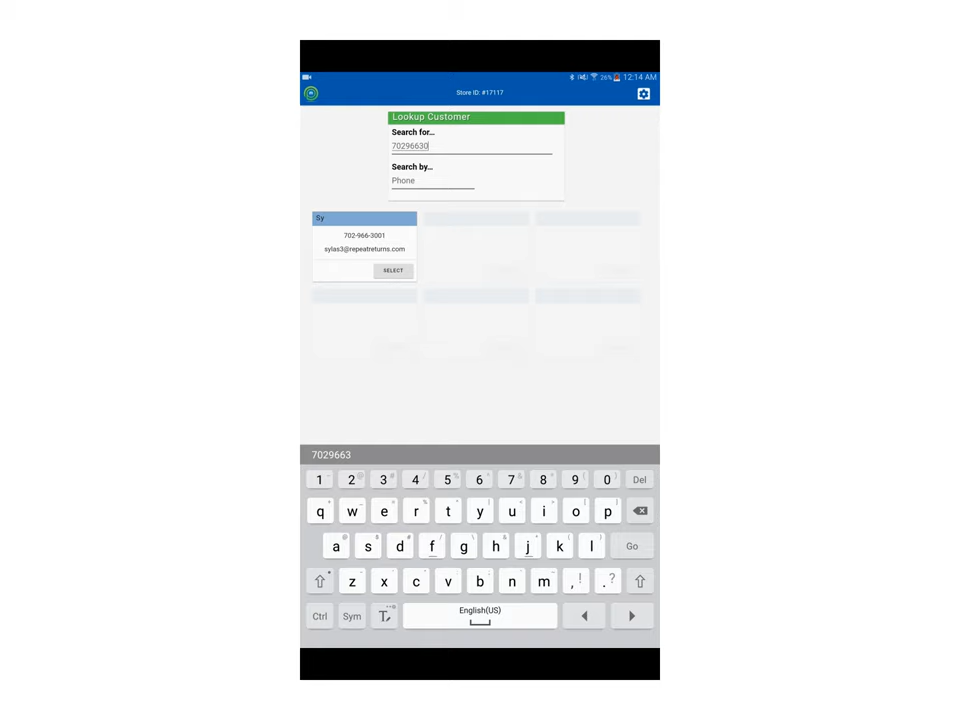 26% 12:14 AM
Store ID: #17117
Lookup Customer
Search for...
70296630
Search by...
Phone
Sy
702-966-3001
sylas3@repeatreturns.com
SELECT
7029663
1 2 3 4 5 6 7 8 9 0 Del
q w e r t y u i o p
a s d f g h j k l Go
z x c v b n m , ! . ?
Ctrl Sym English(US)